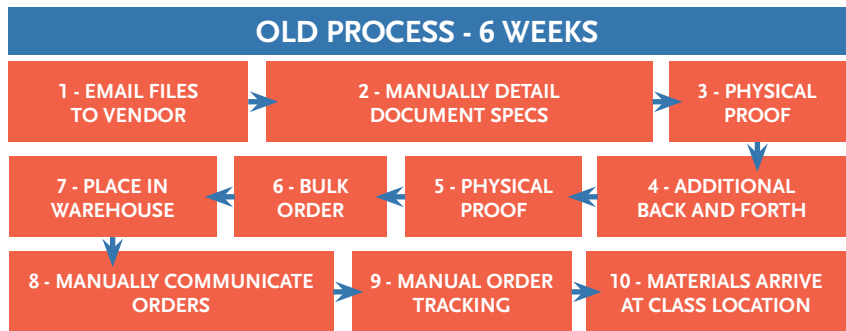 OLD PROCESS - 6 WEEKS
1 - EMAIL FILES
TO VENDOR
2 - MANUALLY DETAIL
DOCUMENT SPECS
3 - PHYSICAL
PROOF
4 - ADDITIONAL
BACK AND FORTH
5 - PHYSICAL
PROOF
6 - BULK
ORDER
7 - PLACE IN
WAREHOUSE
8 - MANUALLY COMMUNICATE
ORDERS
9 - MANUAL ORDER
TRACKING
10 - MATERIALS ARRIVE
AT CLASS LOCATION